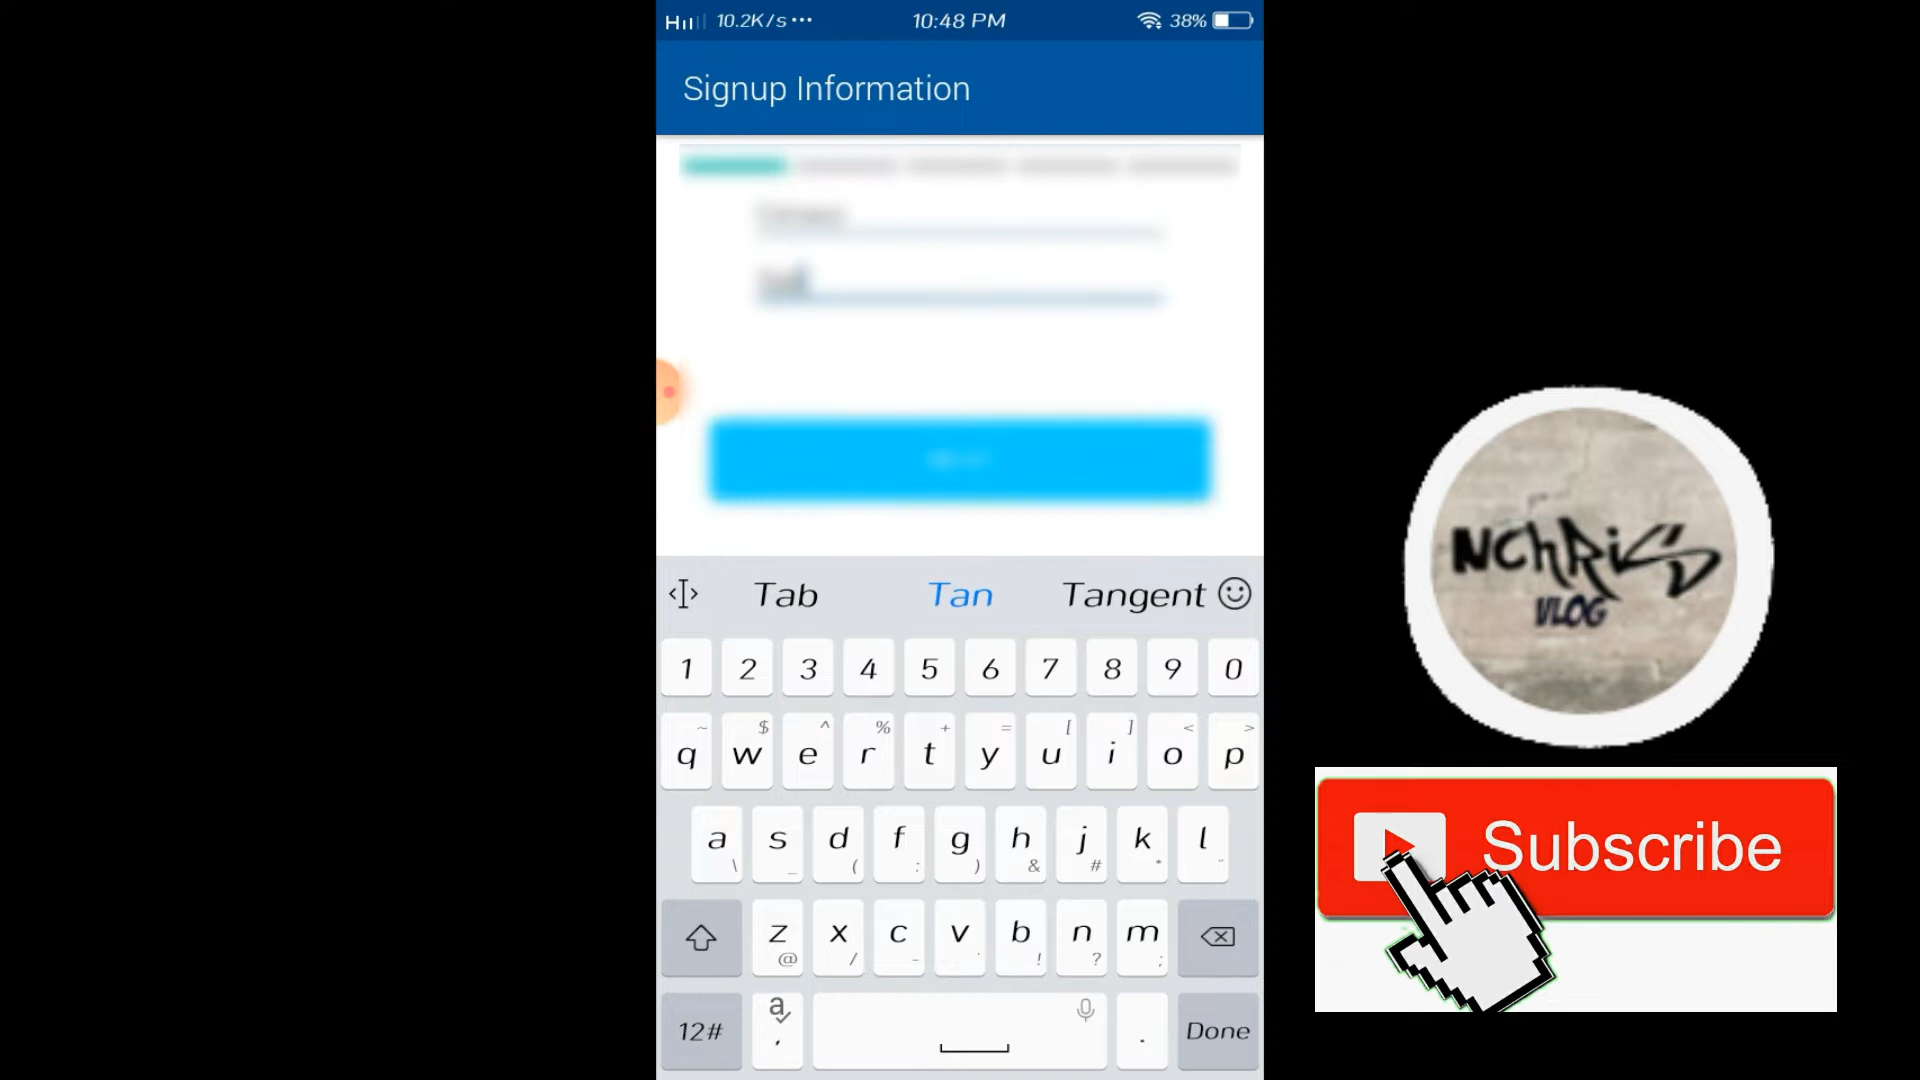 10.2K/s ··· 10:48 PM 38%
Signup Information
Tab Tan Tangent
1 2 3 4 5 6 7 8 9 0
~ $ ^ % + = [ ] < >
q w e r t y u i o p
a s d f g h j k l
\ _ ( : ) & # * "
z x c v b n m
@ / - ' ! ? ;
12# a , . Done
NChRiS
VLOG
Subscribe